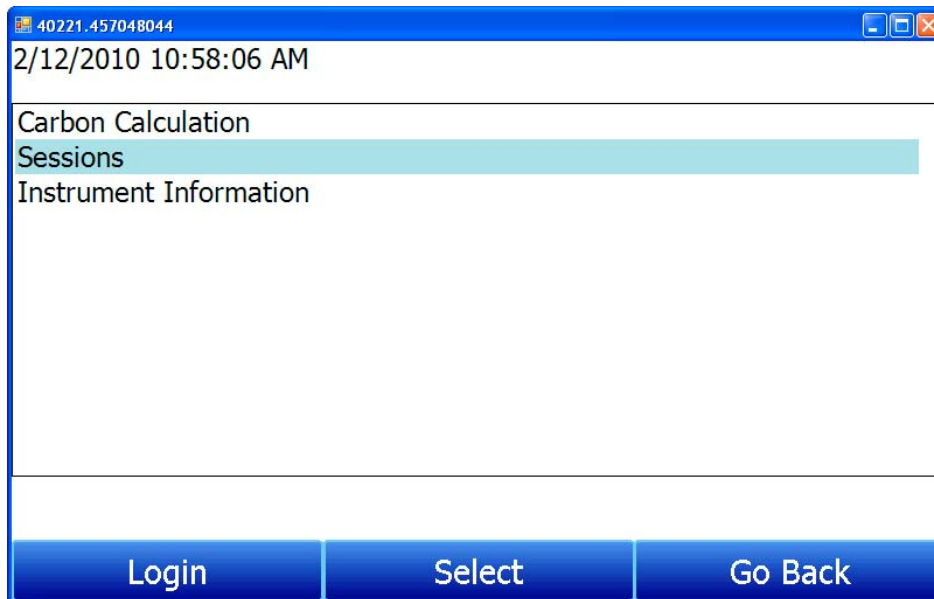 40221.457048044
2/12/2010 10:58:06 AM
Carbon Calculation
Sessions
Instrument Information
Login Select Go Back